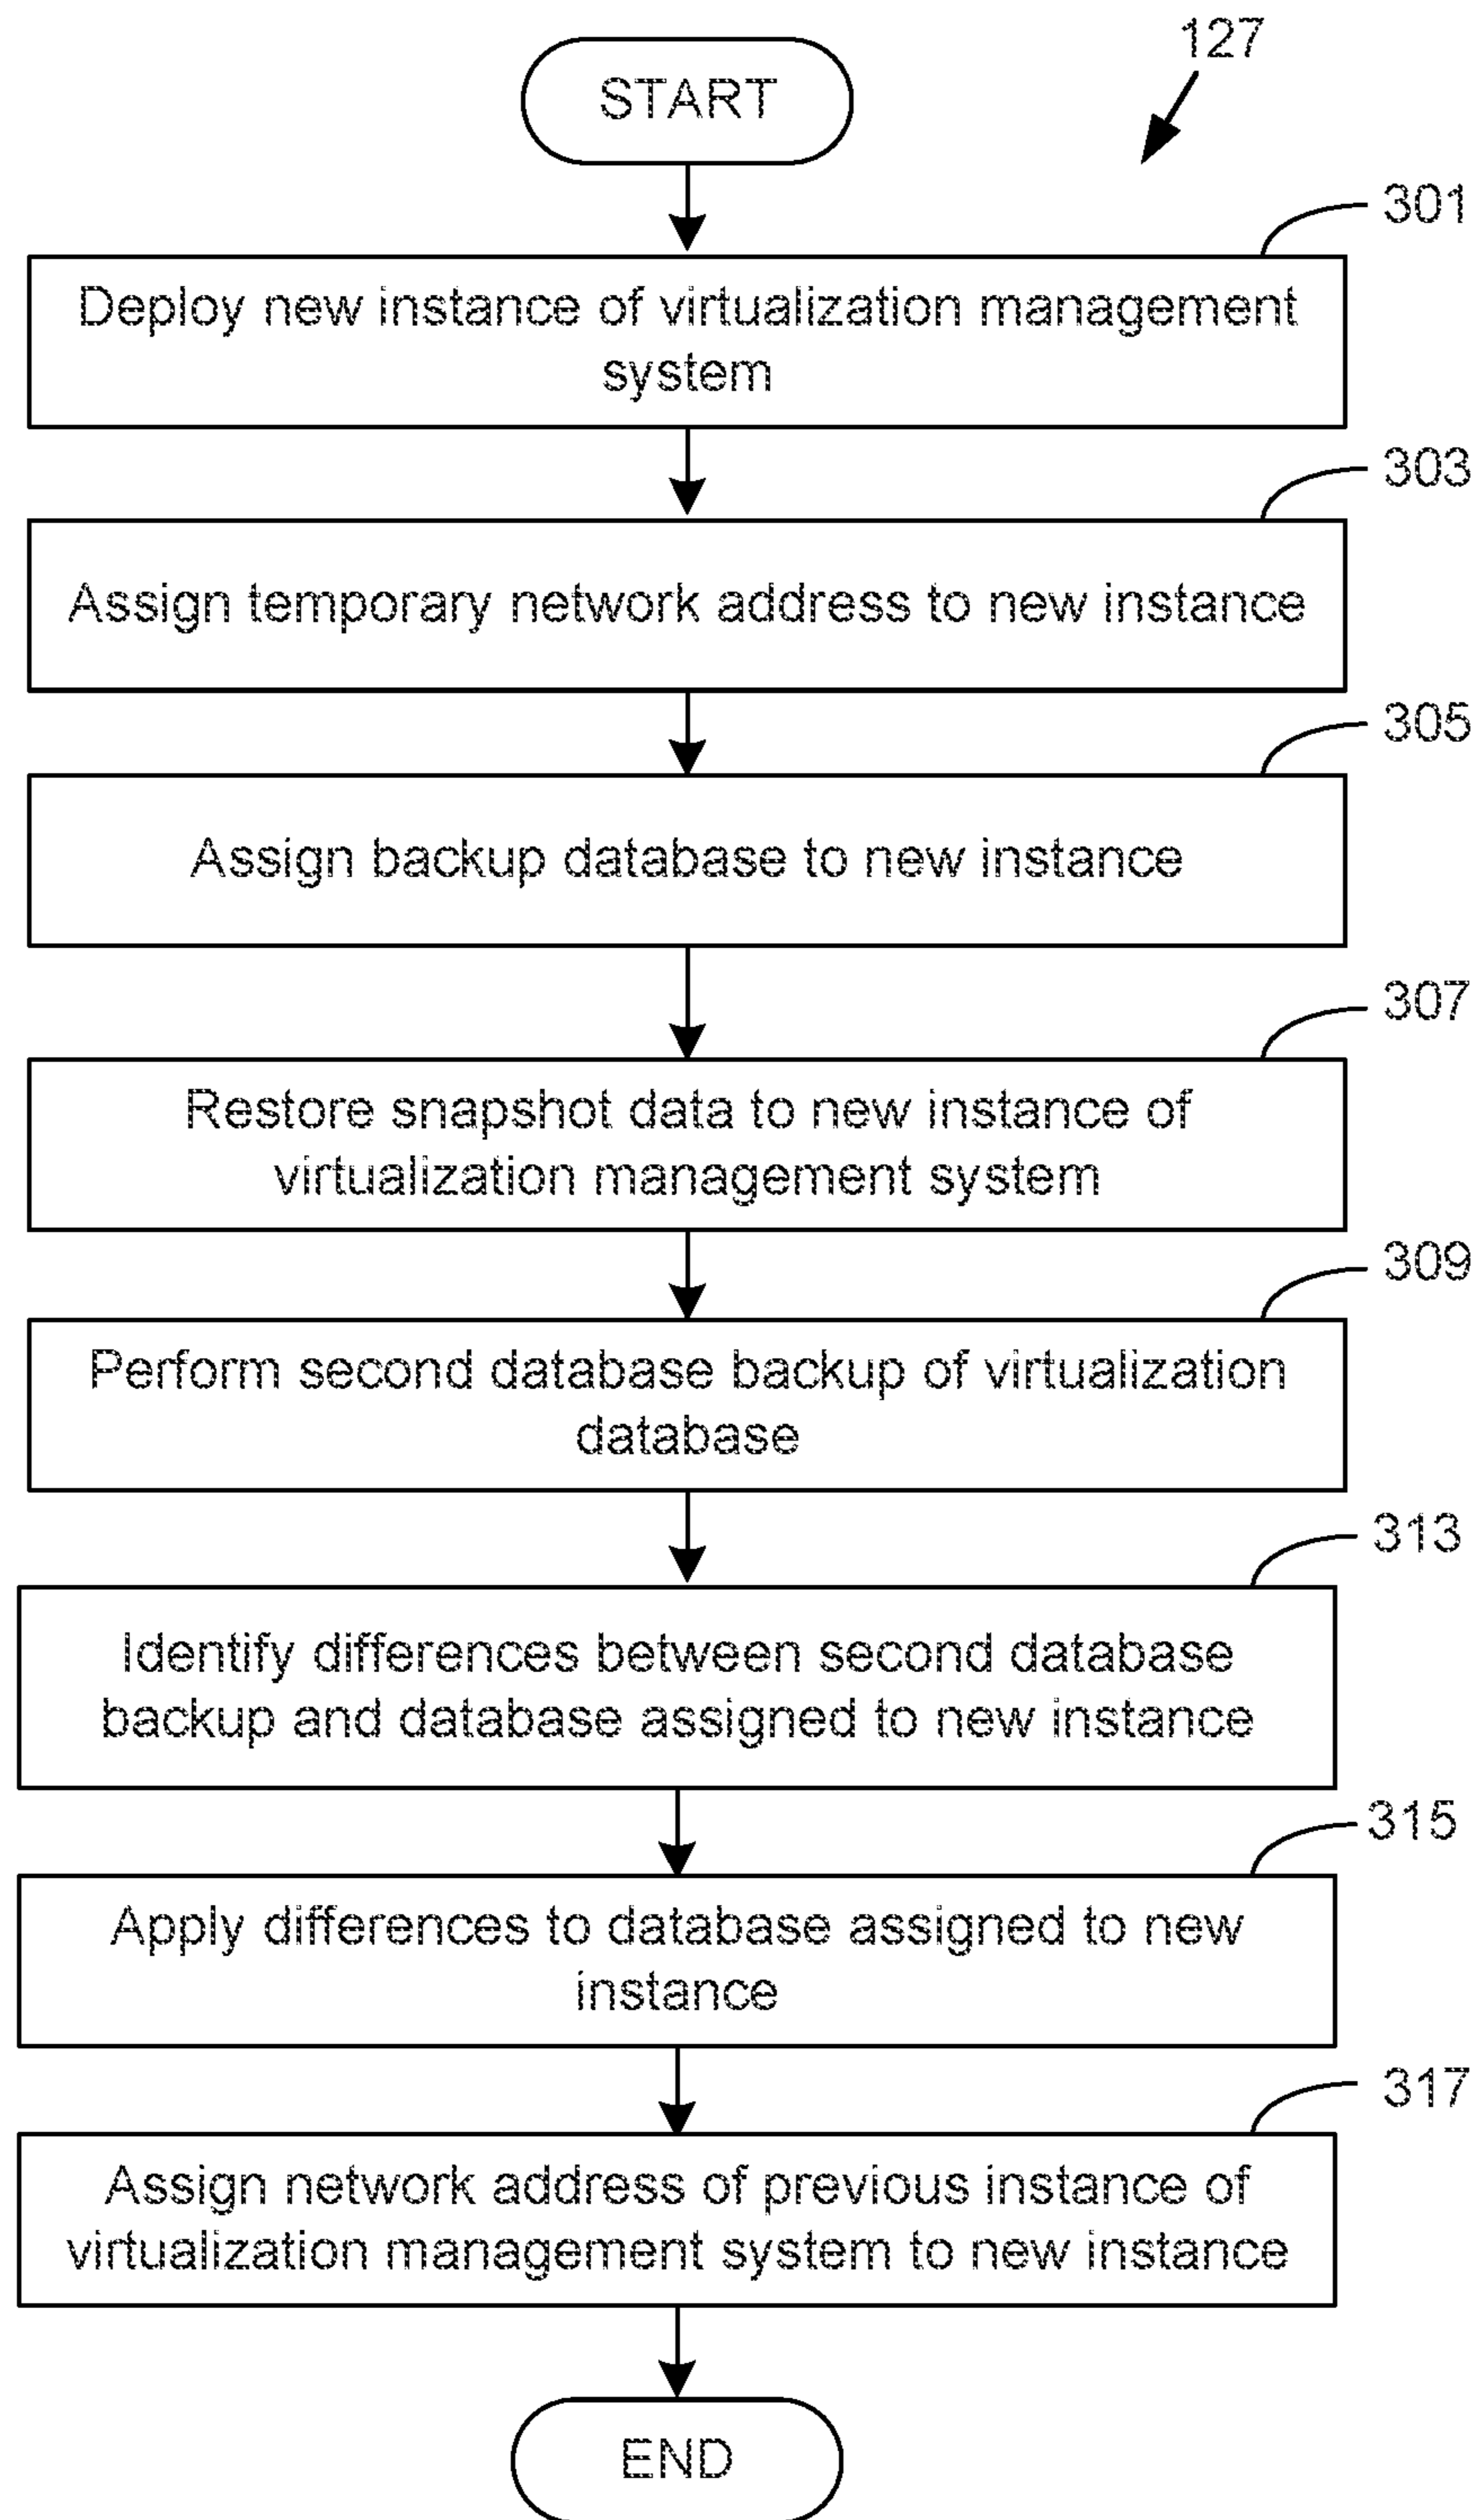 127
START
301
Deploy new instance of virtualization management
system
303
Assign temporary network address to new instance
305
Assign backup database to new instance
307
Restore snapshot data to new instance of
virtualization management system
309
Perform second database backup of virtualization
database
313
Identify differences between second database
backup and database assigned to new instance
315
Apply differences to database assigned to new
instance
317
Assign network address of previous instance of
virtualization management system to new instance
END